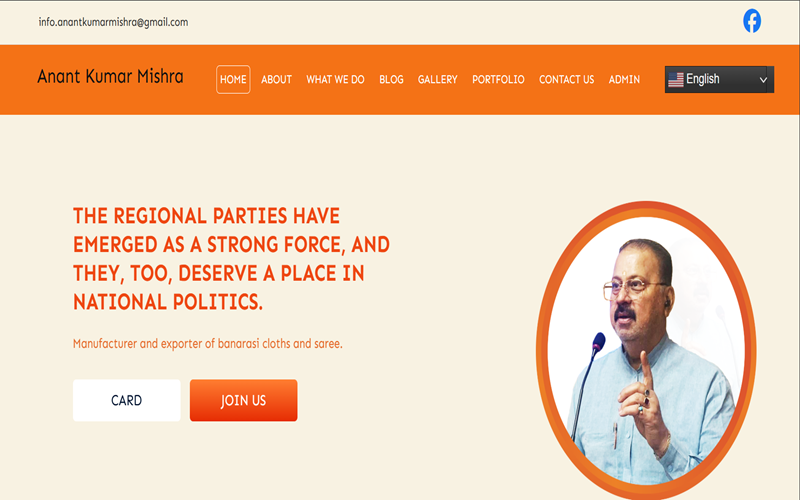 info.anantkumarmishra@gmail.com
Anant Kumar Mishra
HOME ABOUT WHAT WE DO BLOG GALLERY PORTFOLIO CONTACT US ADMIN
English
THE REGIONAL PARTIES HAVE
EMERGED AS A STRONG FORCE, AND
THEY, TOO, DESERVE A PLACE IN
NATIONAL POLITICS.
Manufacturer and exporter of banarasi cloths and saree.
CARD JOIN US